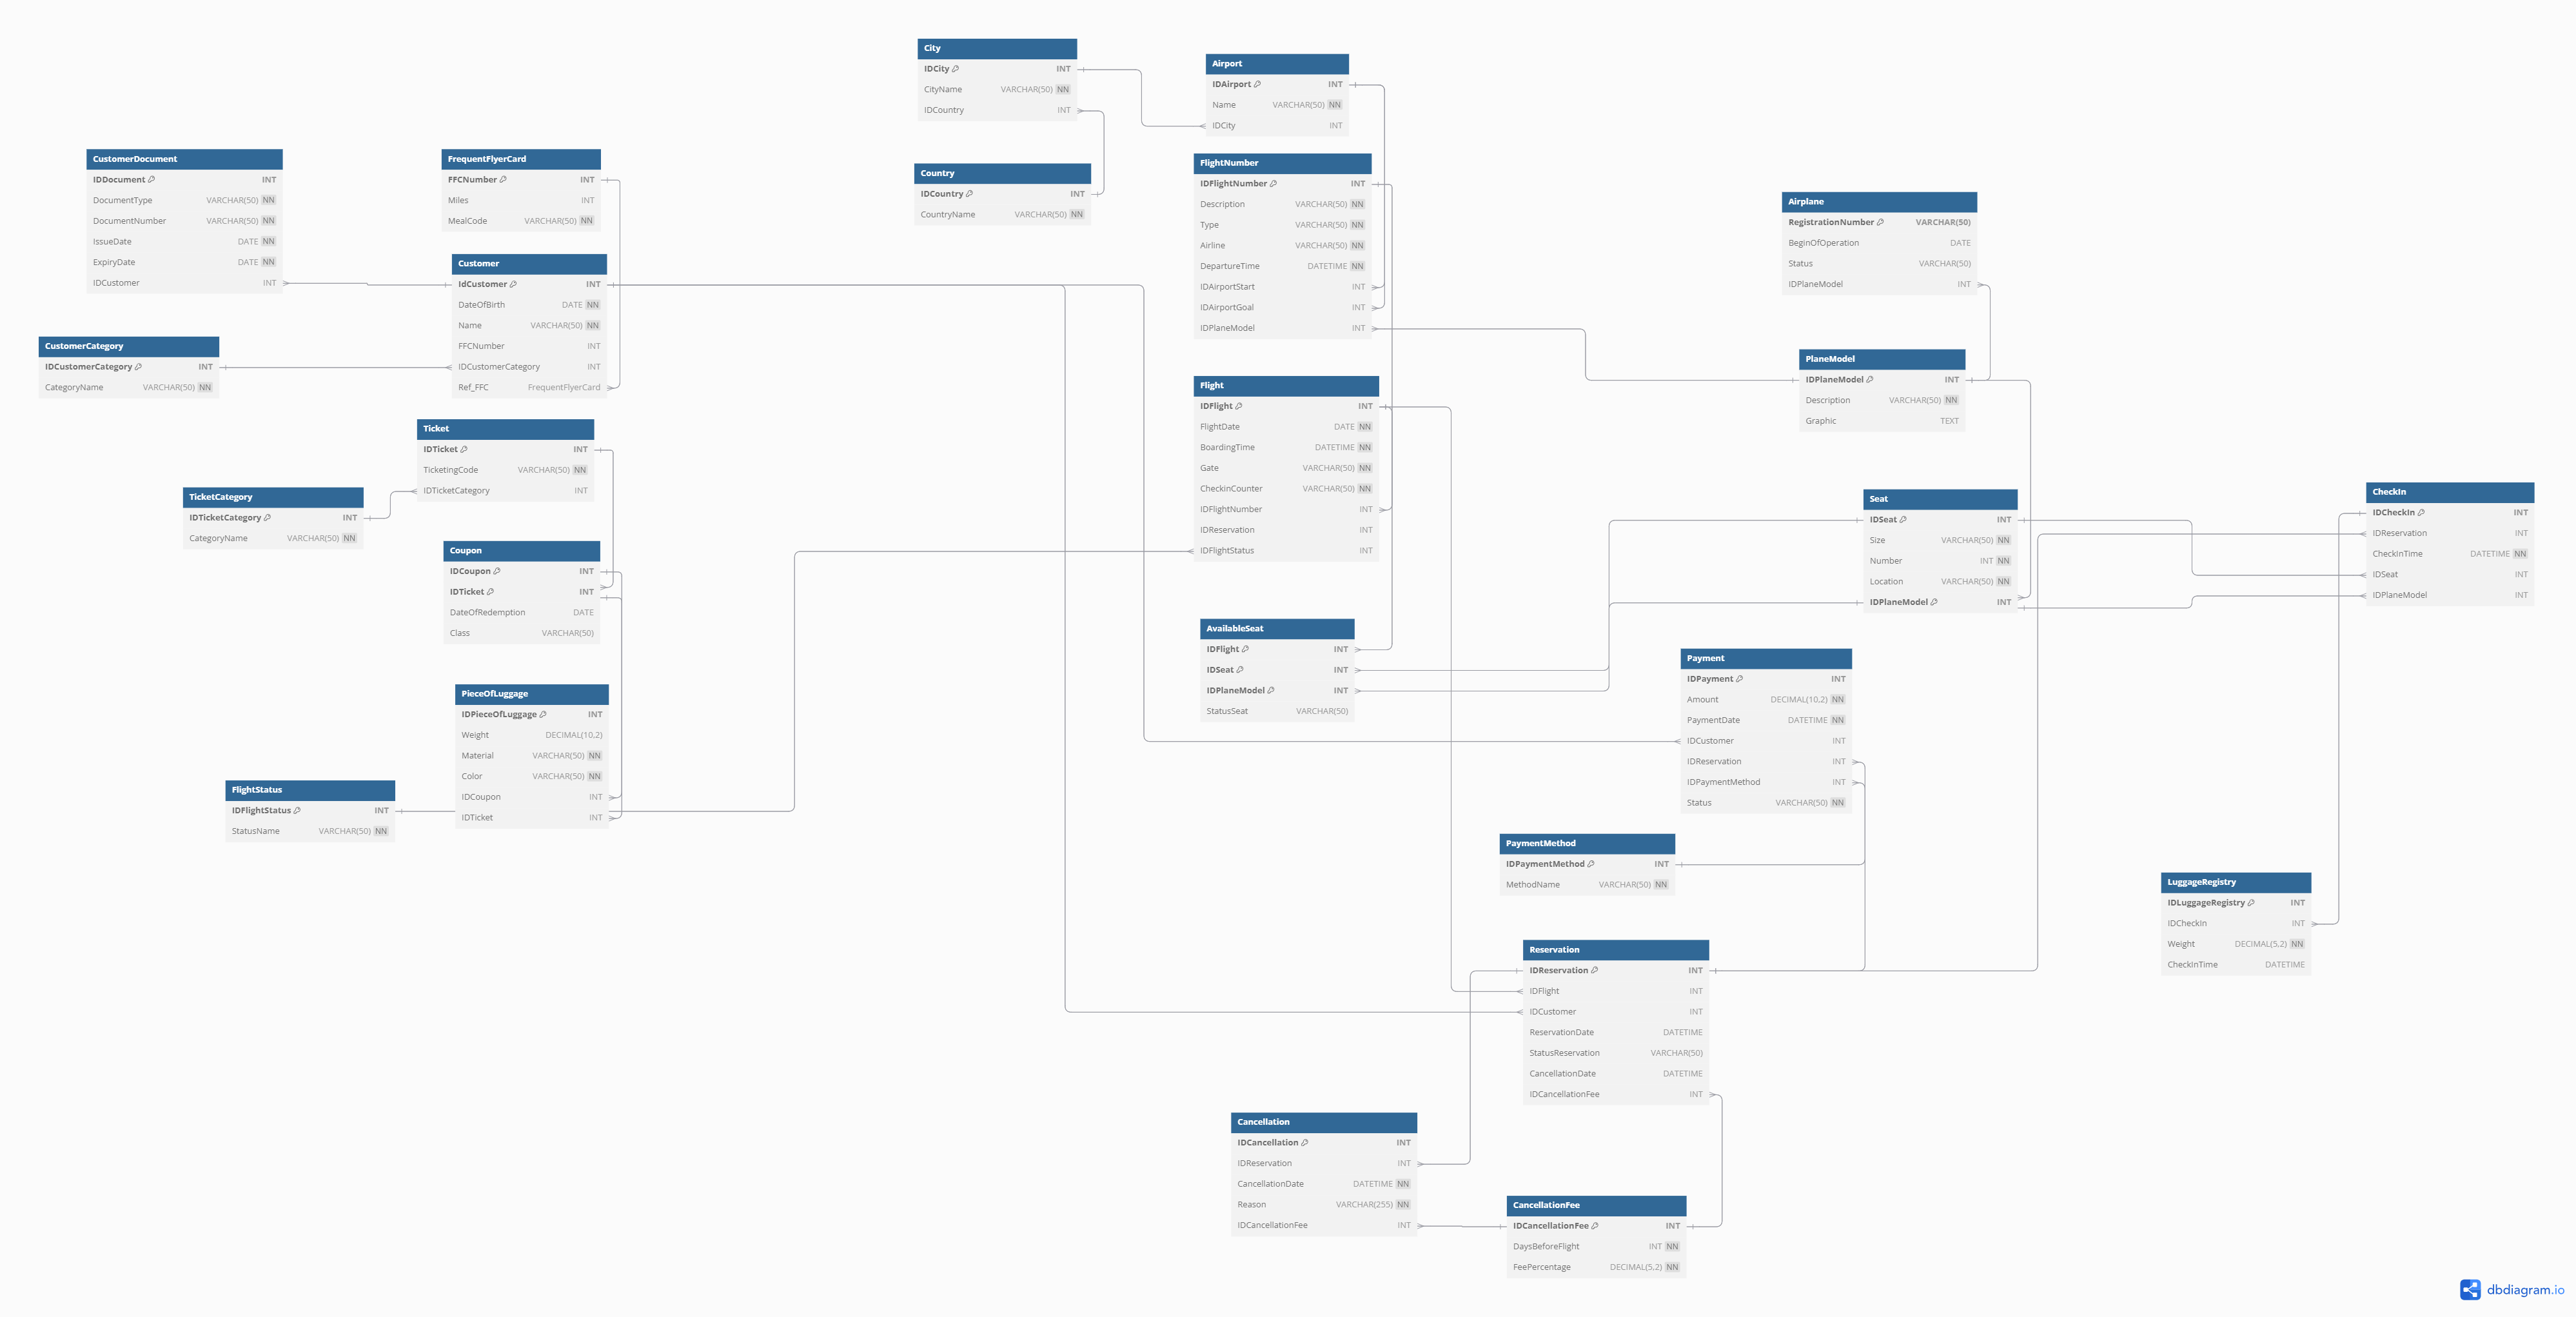 City
IDCity INT
CityName VARCHAR(50) NN
IDCountry INT
Airport
IDAirport INT
Name VARCHAR(50) NN
IDCity INT
Country
IDCountry INT
CountryName VARCHAR(50) NN
CustomerDocument
IDDocument INT
DocumentType VARCHAR(50) NN
DocumentNumber VARCHAR(50) NN
IssueDate DATE NN
ExpiryDate DATE NN
IDCustomer INT
FrequentFlyerCard
FFCNumber INT
Miles INT
MealCode VARCHAR(50) NN
Customer
IdCustomer INT
DateOfBirth DATE NN
Name VARCHAR(50) NN
FFCNumber INT
IDCustomerCategory INT
Ref_FFC FrequentFlyerCard
CustomerCategory
IDCustomerCategory INT
CategoryName VARCHAR(50) NN
FlightNumber
IDFlightNumber INT
Description VARCHAR(50) NN
Type VARCHAR(50) NN
Airline VARCHAR(50) NN
DepartureTime DATETIME NN
IDAirportStart INT
IDAirportGoal INT
IDPlaneModel INT
Airplane
RegistrationNumber VARCHAR(50)
BeginOfOperation DATE
Status VARCHAR(50)
IDPlaneModel INT
PlaneModel
IDPlaneModel INT
Description VARCHAR(50) NN
Graphic TEXT
Flight
IDFlight INT
FlightDate DATE NN
BoardingTime DATETIME NN
Gate VARCHAR(50) NN
CheckinCounter VARCHAR(50) NN
IDFlightNumber INT
IDReservation INT
IDFlightStatus INT
Ticket
IDTicket INT
TicketingCode VARCHAR(50) NN
IDTicketCategory INT
TicketCategory
IDTicketCategory INT
CategoryName VARCHAR(50) NN
Coupon
IDCoupon INT
IDTicket INT
DateOfRedemption DATE
Class VARCHAR(50)
Seat
IDSeat INT
Size VARCHAR(50) NN
Number INT NN
Location VARCHAR(50) NN
IDPlaneModel INT
CheckIn
IDCheckIn INT
IDReservation INT
CheckInTime DATETIME NN
IDSeat INT
IDPlaneModel INT
AvailableSeat
IDFlight INT
IDSeat INT
IDPlaneModel INT
StatusSeat VARCHAR(50)
Payment
IDPayment INT
Amount DECIMAL(10,2) NN
PaymentDate DATETIME NN
IDCustomer INT
IDReservation INT
IDPaymentMethod INT
Status VARCHAR(50) NN
PieceOfLuggage
IDPieceOfLuggage INT
Weight DECIMAL(10,2)
Material VARCHAR(50) NN
Color VARCHAR(50) NN
IDCoupon INT
IDTicket INT
FlightStatus
IDFlightStatus INT
StatusName VARCHAR(50) NN
PaymentMethod
IDPaymentMethod INT
MethodName VARCHAR(50) NN
LuggageRegistry
IDLuggageRegistry INT
IDCheckIn INT
Weight DECIMAL(5,2) NN
CheckInTime DATETIME
Reservation
IDReservation INT
IDFlight INT
IDCustomer INT
ReservationDate DATETIME
StatusReservation VARCHAR(50)
CancellationDate DATETIME
IDCancellationFee INT
Cancellation
IDCancellation INT
IDReservation INT
CancellationDate DATETIME NN
Reason VARCHAR(255) NN
IDCancellationFee INT
CancellationFee
IDCancellationFee INT
DaysBeforeFlight INT NN
FeePercentage DECIMAL(5,2) NN
dbdiagram.io